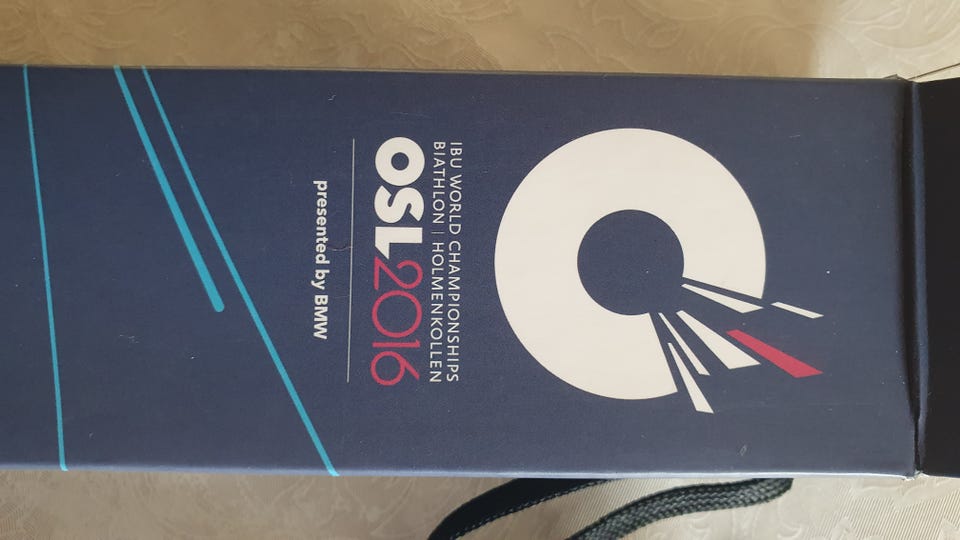 IBU WORLD CHAMPIONSHIPS
BIATHLON | HOLMENKOLLEN
OSL2016
presented by BMW